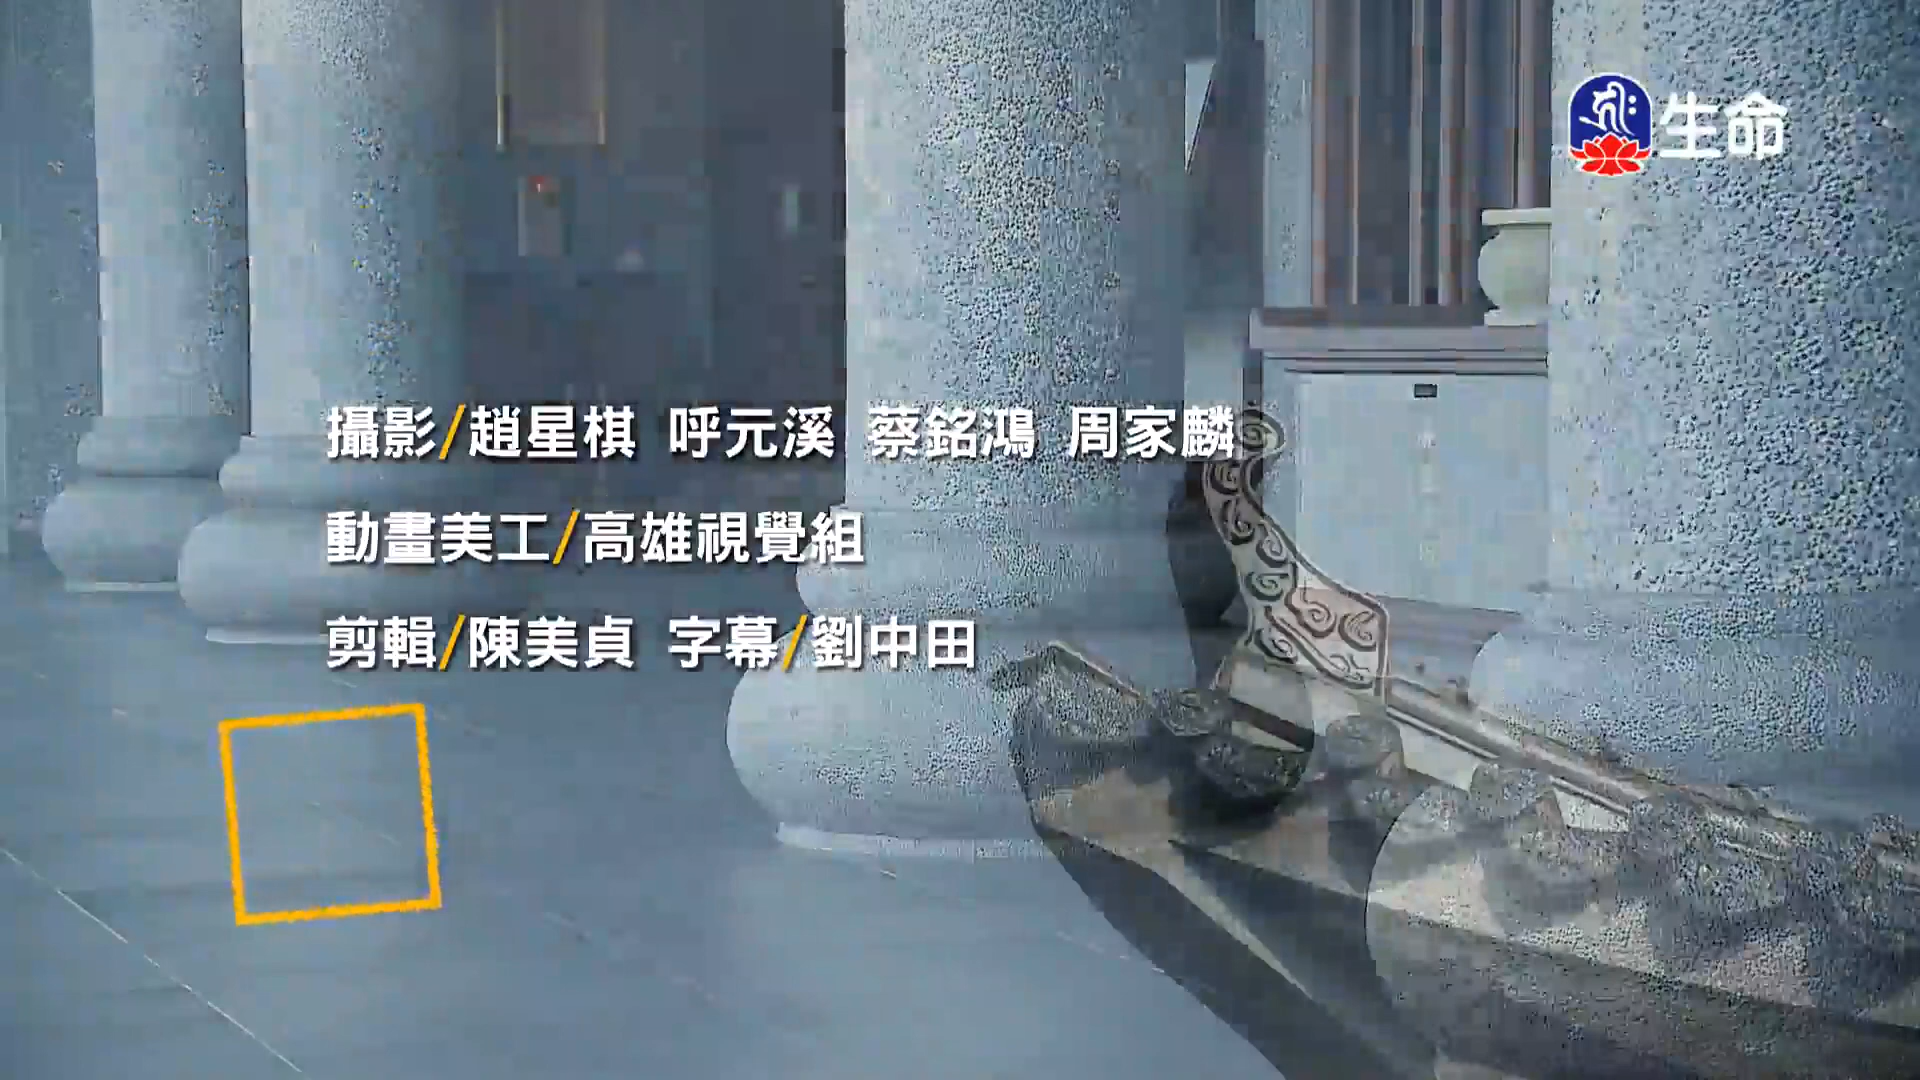 生命
攝影/趙星棋 呼元溪 蔡銘鴻 周家麟
動畫美工/高雄視覺組
剪輯/陳美貞 字幕/劉中田